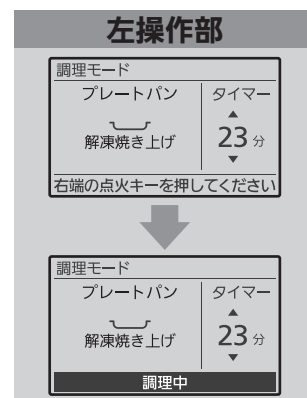 左操作部
調理モード
プレートパン
タイマー
▲
解凍焼き上げ
23分
▼
右端の点火キーを押してください
調理モード
プレートパン
タイマー
▲
解凍焼き上げ
23分
▼
調理中